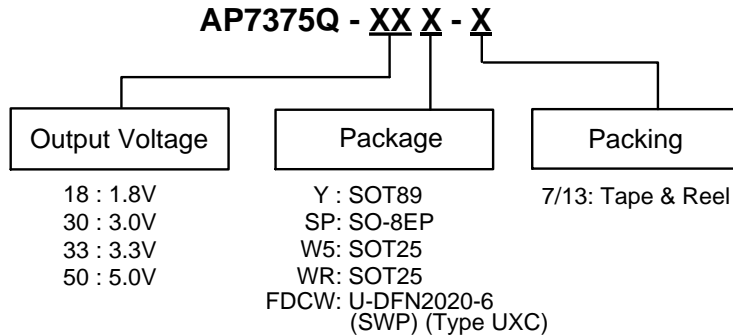 AP7375Q - XX X - X
Output Voltage
18 : 1.8V
30 : 3.0V
33 : 3.3V
50 : 5.0V
Package
Y : SOT89
SP: SO-8EP
W5: SOT25
WR: SOT25
FDCW: U-DFN2020-6
(SWP) (Type UXC)
Packing
7/13: Tape & Reel